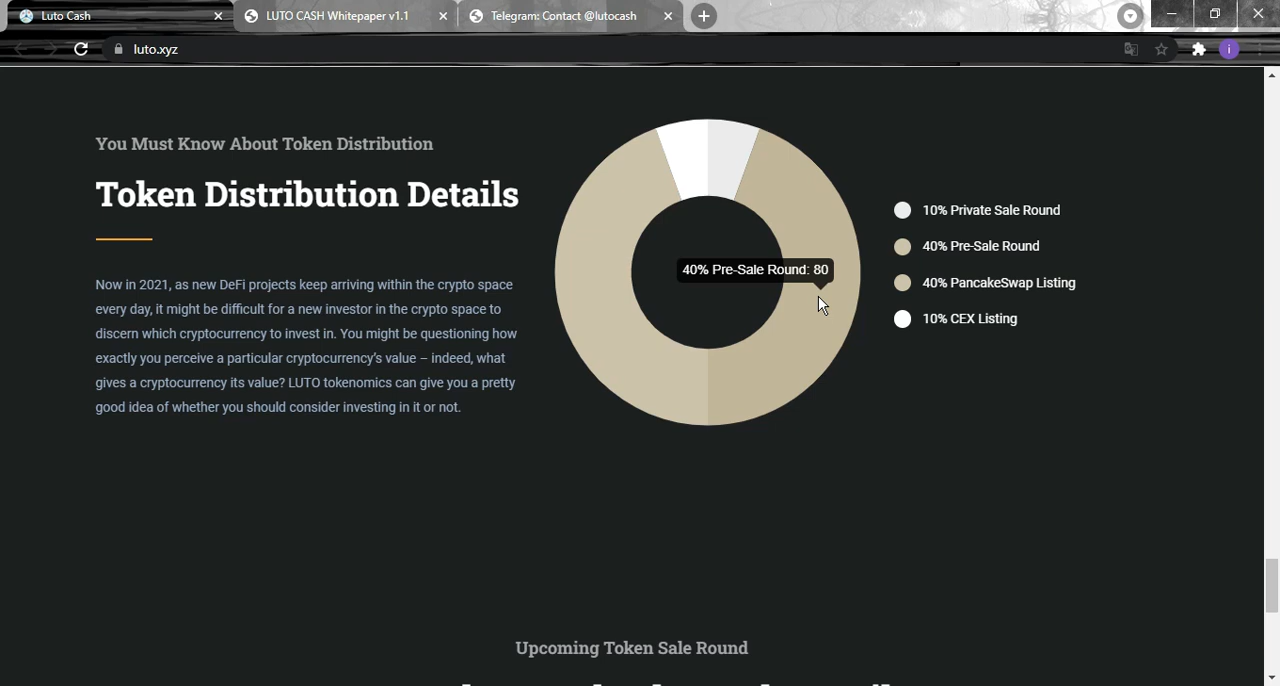 Luto Cash
LUTO CASH Whitepaper v1.1
Telegram: Contact @lutocash
luto.xyz
i
You Must Know About Token Distribution
Token Distribution Details
Now in 2021, as new DeFi projects keep arriving within the crypto space
every day, it might be difficult for a new investor in the crypto space to
discern which cryptocurrency to invest in. You might be questioning how
exactly you perceive a particular cryptocurrency's value – indeed, what
gives a cryptocurrency its value? LUTO tokenomics can give you a pretty
good idea of whether you should consider investing in it or not.
40% Pre-Sale Round: 80
10% Private Sale Round
40% Pre-Sale Round
40% PancakeSwap Listing
10% CEX Listing
Upcoming Token Sale Round